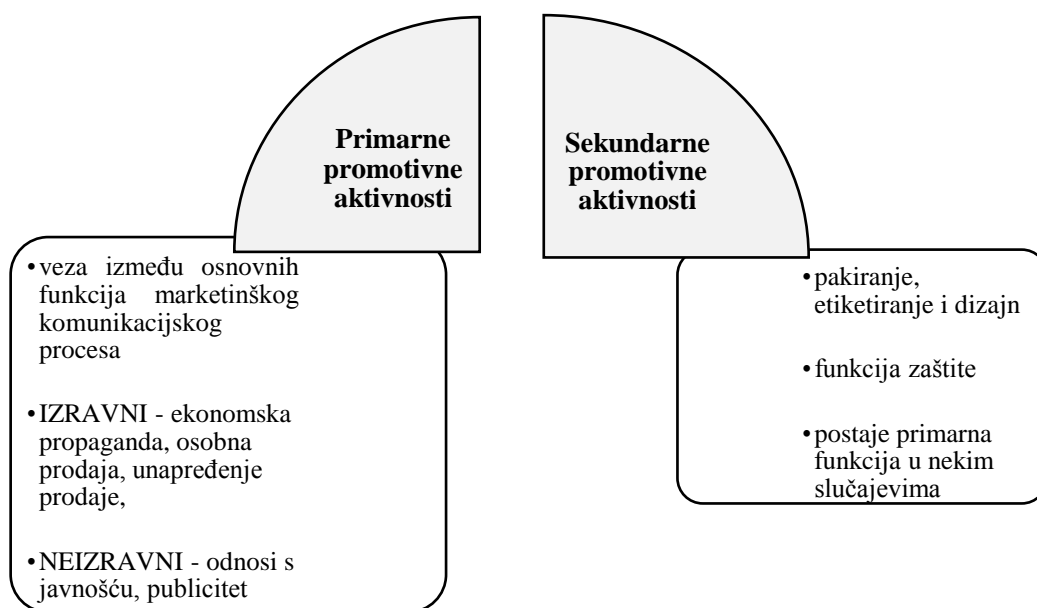 Primarne
promotivne
aktivnosti
Sekundarne
promotivne
aktivnosti
•veza između osnovnih
funkcija marketinškog
komunikacijskog
procesa
•IZRAVNI - ekonomska
propaganda, osobna
prodaja, unapređenje
prodaje,
•NEIZRAVNI - odnosi s
javnošću, publicitet
•pakiranje,
etiketiranje i dizajn
•funkcija zaštite
•postaje primarna
funkcija u nekim
slučajevima